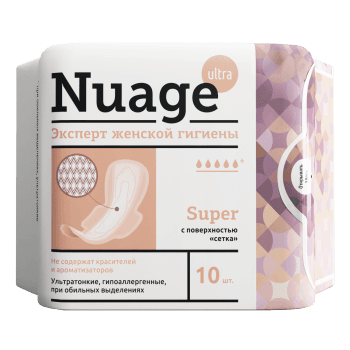 ultra
Nuage
Эксперт женской гигиены
Super
с поверхностью
«сетка»
Не содержат красителей
и ароматизаторов
10 шт.
Ультратонкие, гипоаллергенные,
при обильных выделениях